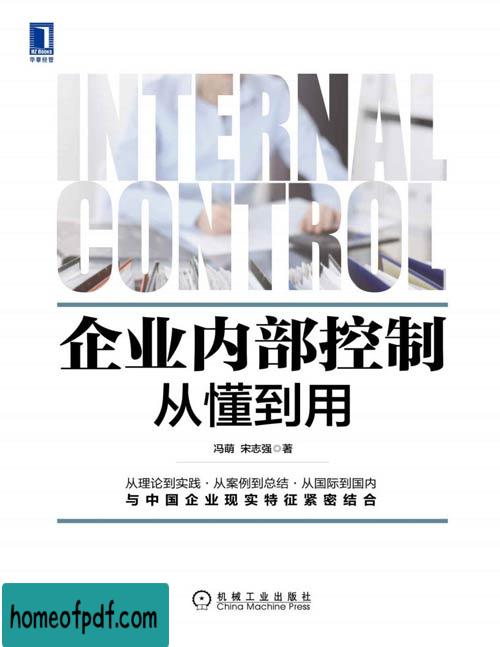 HZ Books
华章经管
INTERNAL
CONTROL
企业内部控制
从懂到用
冯萌 宋志强◎著
从理论到实践·从案例到总结·从国际到国内
与中国企业现实特征紧密结合
机械工业出版社
China Machine Press
homeofpdf.com